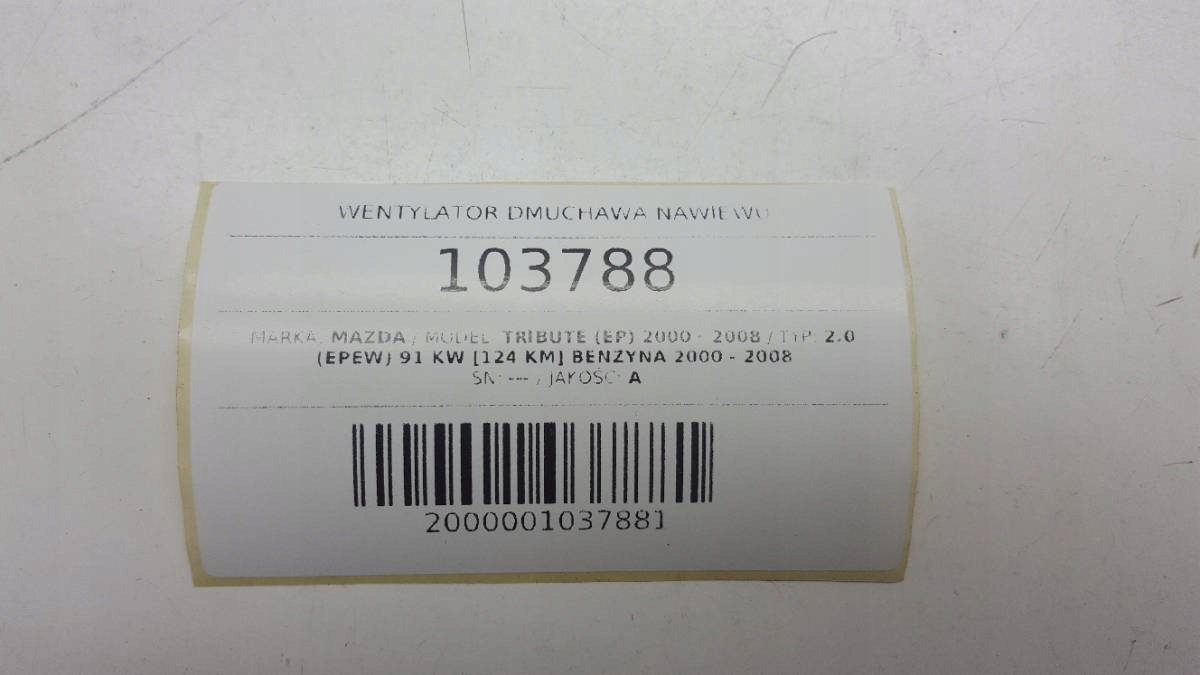 WENTYLATOR DMUCHAWA NAWIEWU
103788
MARKA: MAZDA / MODEL: TRIBUTE (EP) 2000 - 2008 / TYP: 2.0
(EPEW) 91 KW [124 KM] BENZYNA 2000 - 2008
SN: --- / JAKOŚĆ: A
2000001037881